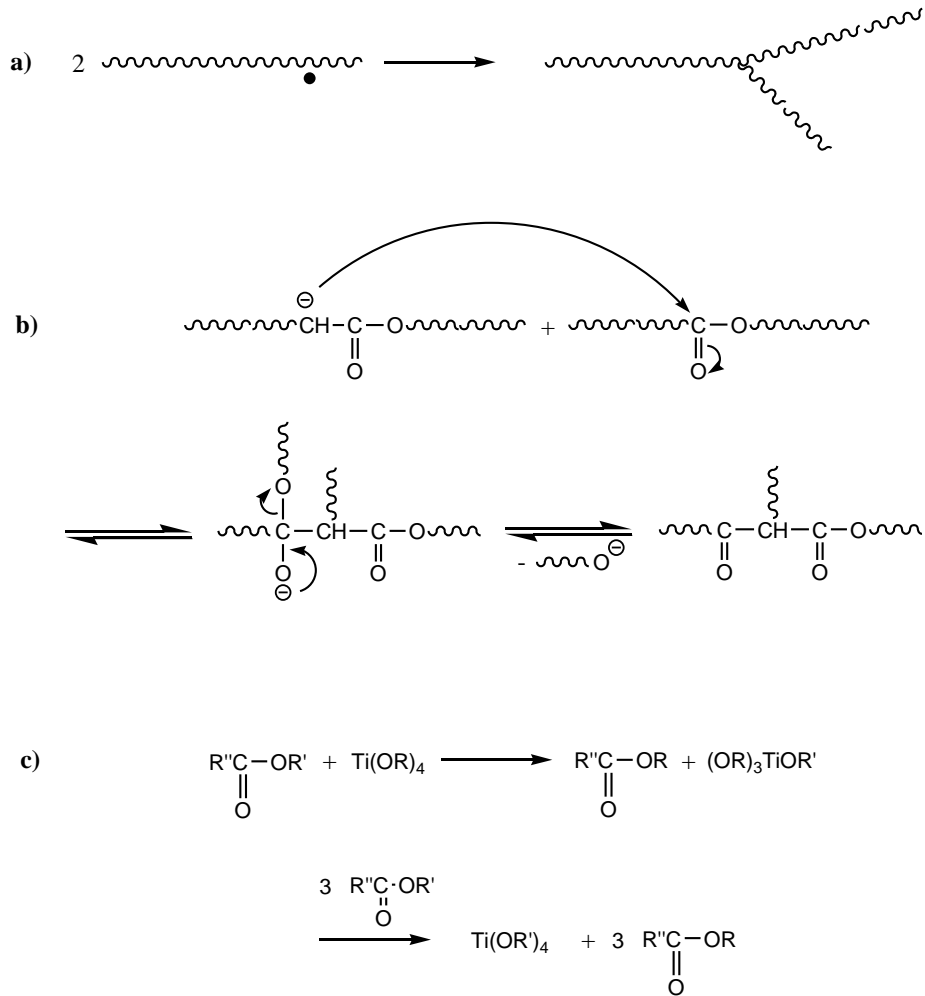 a) 2
b)
⊖
CH–C–O + C–O
O O
O
C–CH–C–O - O⊖ C–CH–C–O
O O O O
⊖
c) R''C–OR' + Ti(OR)4 R''C–OR + (OR)3TiOR'
O O
3 R''C·OR'
O
Ti(OR')4 + 3 R''C–OR
O